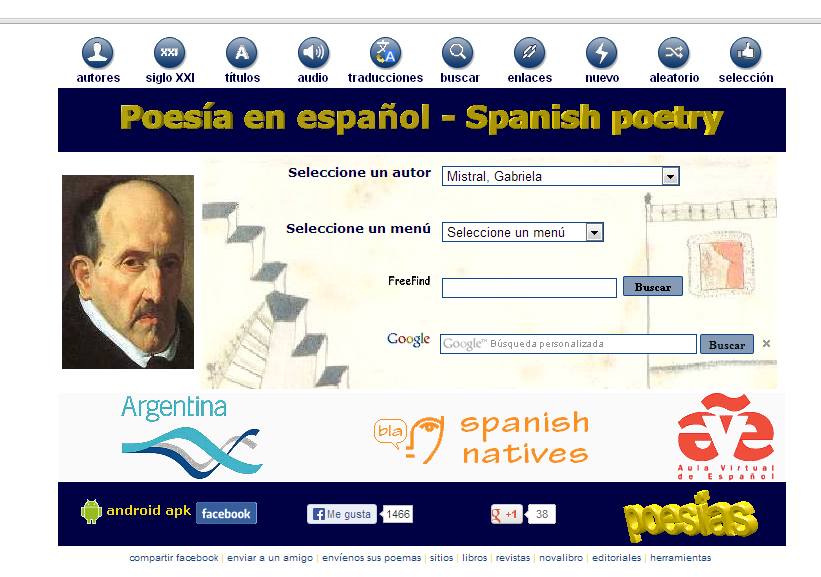 autores siglo XXI títulos audio traducciones buscar enlaces nuevo aleatorio selección
Poesía en español - Spanish poetry
Seleccione un autor Mistral, Gabriela
Seleccione un menú Seleccione un menú
FreeFind Buscar
Google Google™ Búsqueda personalizada Buscar ×
Argentina
bla spanish
natives
ave
Aula Virtual
de Español
android apk facebook Me gusta 1466 g +1 38 poesias
compartir facebook | enviar a un amigo | envíenos sus poemas | sitios | libros | revistas | novalibro | editoriales | herramientas